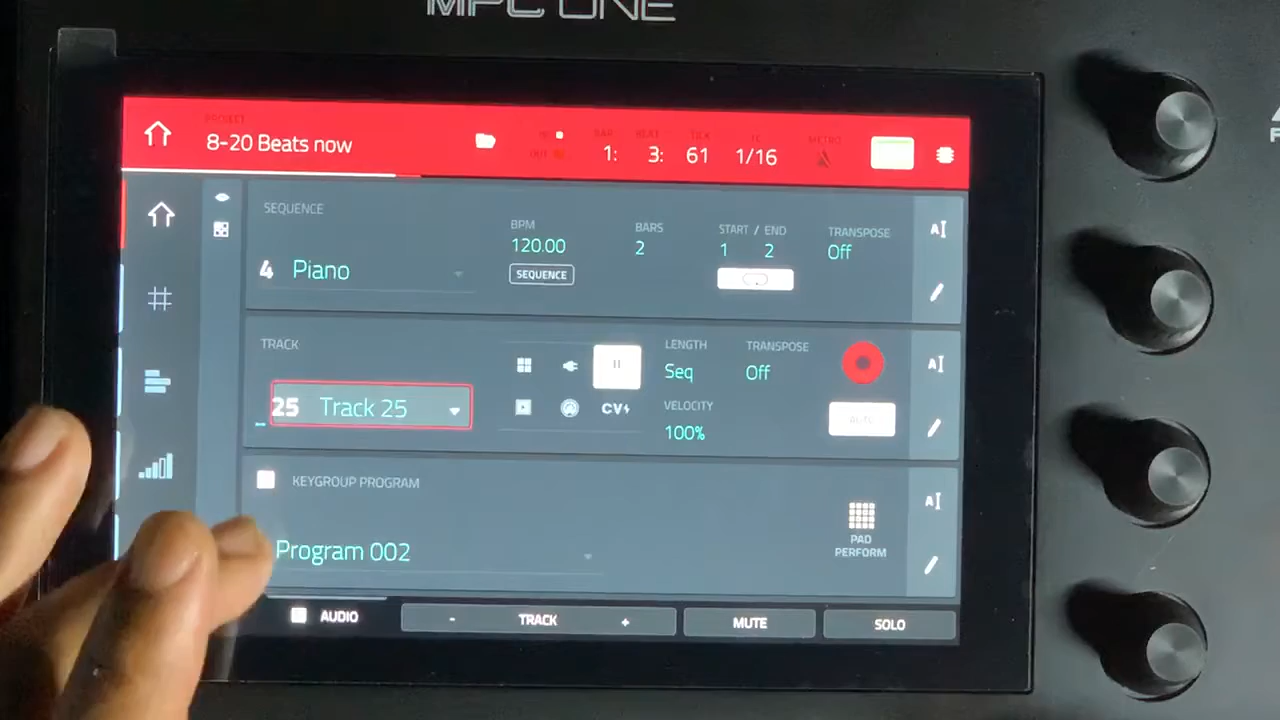 MPC ONE
PROJECT
8-20 Beats now
BAR BEAT TICK TC METRO
1: 3: 61 1/16
SEQUENCE
4 Piano
BPM
120.00
SEQUENCE
BARS
2
START / END
1 2
TRANSPOSE
Off
TRACK
25 Track 25
CV
LENGTH
Seq
VELOCITY
100%
TRANSPOSE
Off
AUTO
KEYGROUP PROGRAM
Program 002
PAD
PERFORM
AUDIO - TRACK + MUTE SOLO